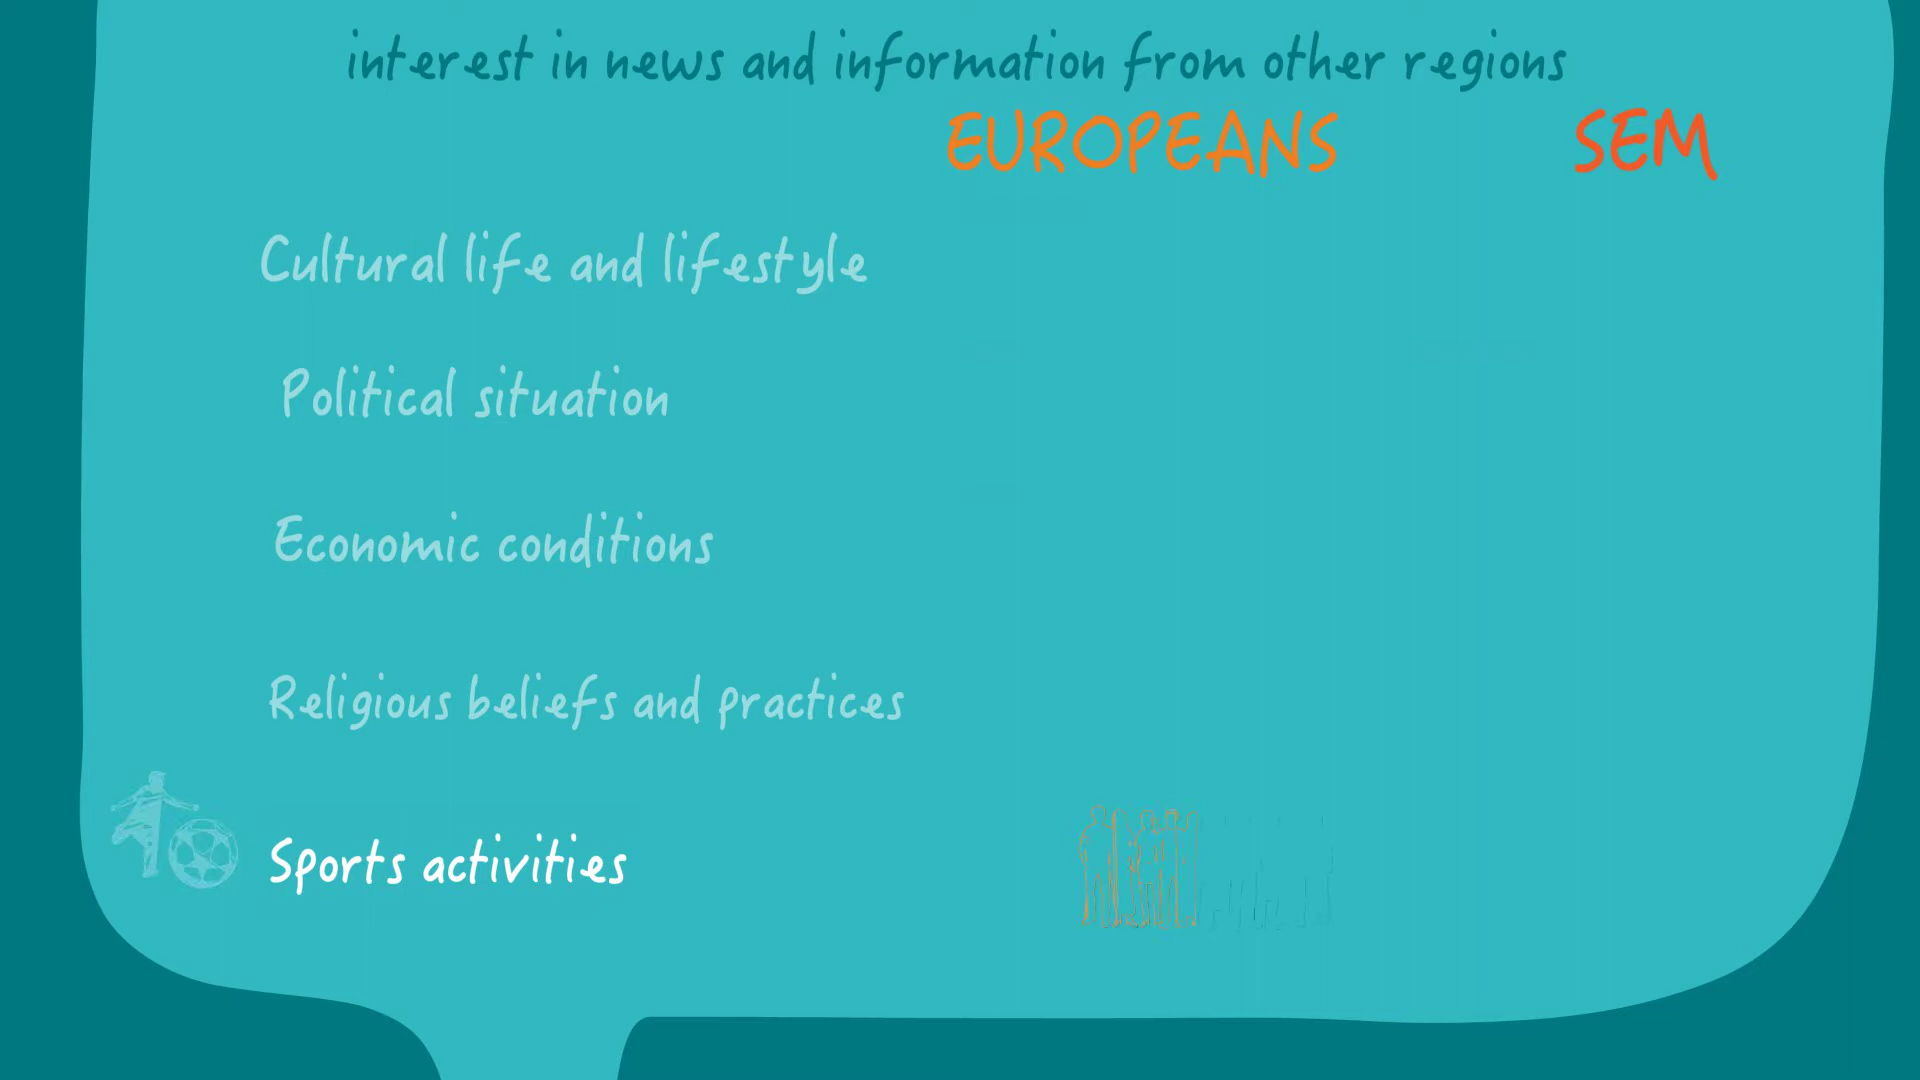 interest in news and information from other regions
EUROPEANS SEM
Cultural life and lifestyle
Political situation
Economic conditions
Religious beliefs and practices
Sports activities